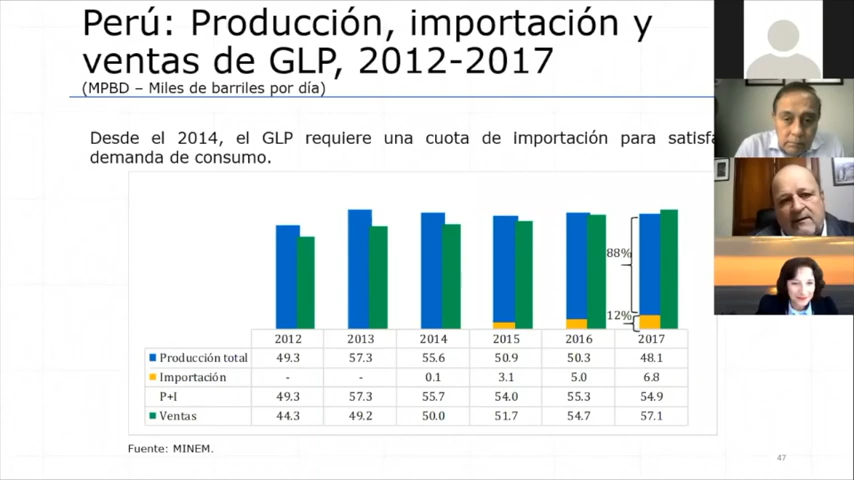 Perú: Producción, importación y
ventas de GLP, 2012-2017
(MPBD – Miles de barriles por día)
Desde el 2014, el GLP requiere una cuota de importación para satisfa
demanda de consumo.
88%
12%
2012 2013 2014 2015 2016 2017
Producción total 49.3 57.3 55.6 50.9 50.3 48.1
Importación - - 0.1 3.1 5.0 6.8
P+I 49.3 57.3 55.7 54.0 55.3 54.9
Ventas 44.3 49.2 50.0 51.7 54.7 57.1
Fuente: MINEM.
47